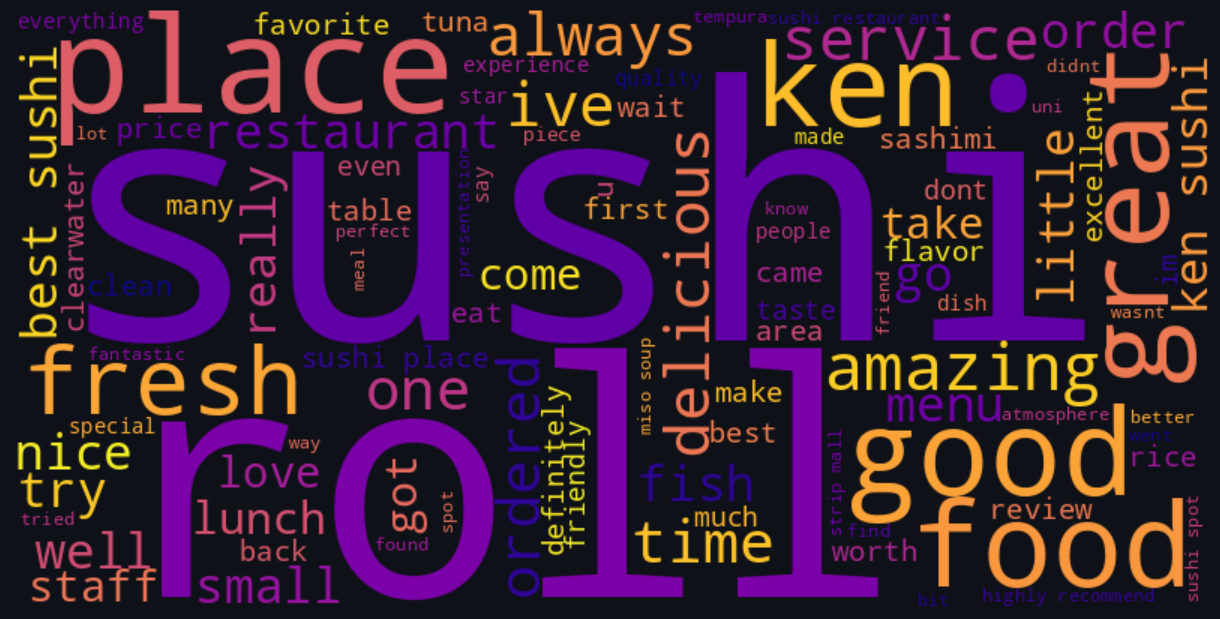 everything
favorite
tuna
always
tempura
sushi restaurant
service
order
place
experience
quality
ken
didnt
best sushi
star
ive
wait
uni
great
ken sushi
lot
price
restaurant
piece
made
sashimi
excellent
little
clearwater
really
even
presentation
say
delicious
u
sushi
many
table
first
know
dont
perfect
people
take
flavor
clean
meal
come
came
go
im
friend
dish
eat
taste
area
wasnt
fantastic
sushi place
miso soup
amazing
fresh
one
ordered
definitely
friendly
make
menu
atmosphere
better
special
roll
best
good
went
nice
way
love
got
fish
strip mall
rice
try
spot
tried
lunch
much
review
food
well
back
found
time
find
worth
sushi spot
staff
small
bit
highly recommend